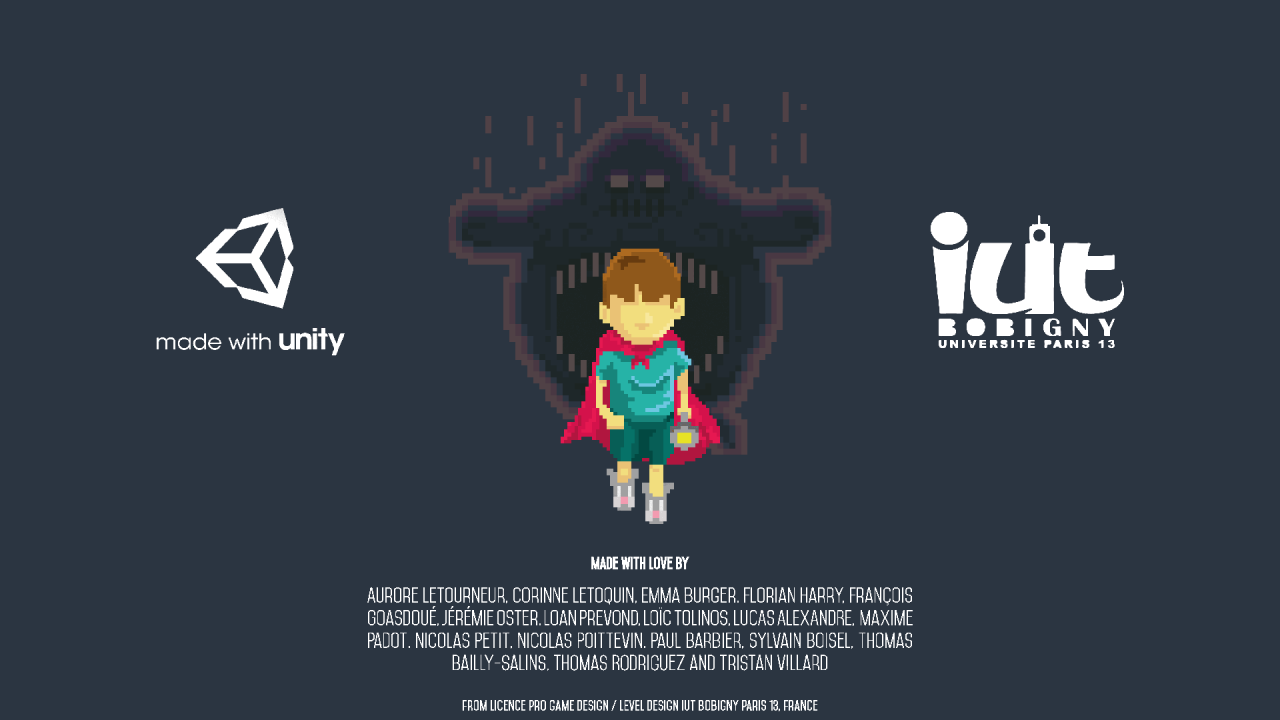 made with unity
iut
BOBIGNY
UNIVERSITE PARIS 13
MADE WITH LOVE BY
AURORE LETOURNEUR, CORINNE LETOQUIN, EMMA BURGER, FLORIAN HARRY, FRANÇOIS
GOASDOUÉ, JÉRÉMIE OSTER, LOAN PREVOND, LOÏC TOLINOS, LUCAS ALEXANDRE, MAXIME
PADOT, NICOLAS PETIT, NICOLAS POITTEVIN, PAUL BARBIER, SYLVAIN BOISEL, THOMAS
BAILLY-SALINS, THOMAS RODRIGUEZ AND TRISTAN VILLARD
FROM LICENCE PRO GAME DESIGN / LEVEL DESIGN IUT BOBIGNY PARIS 13, FRANCE